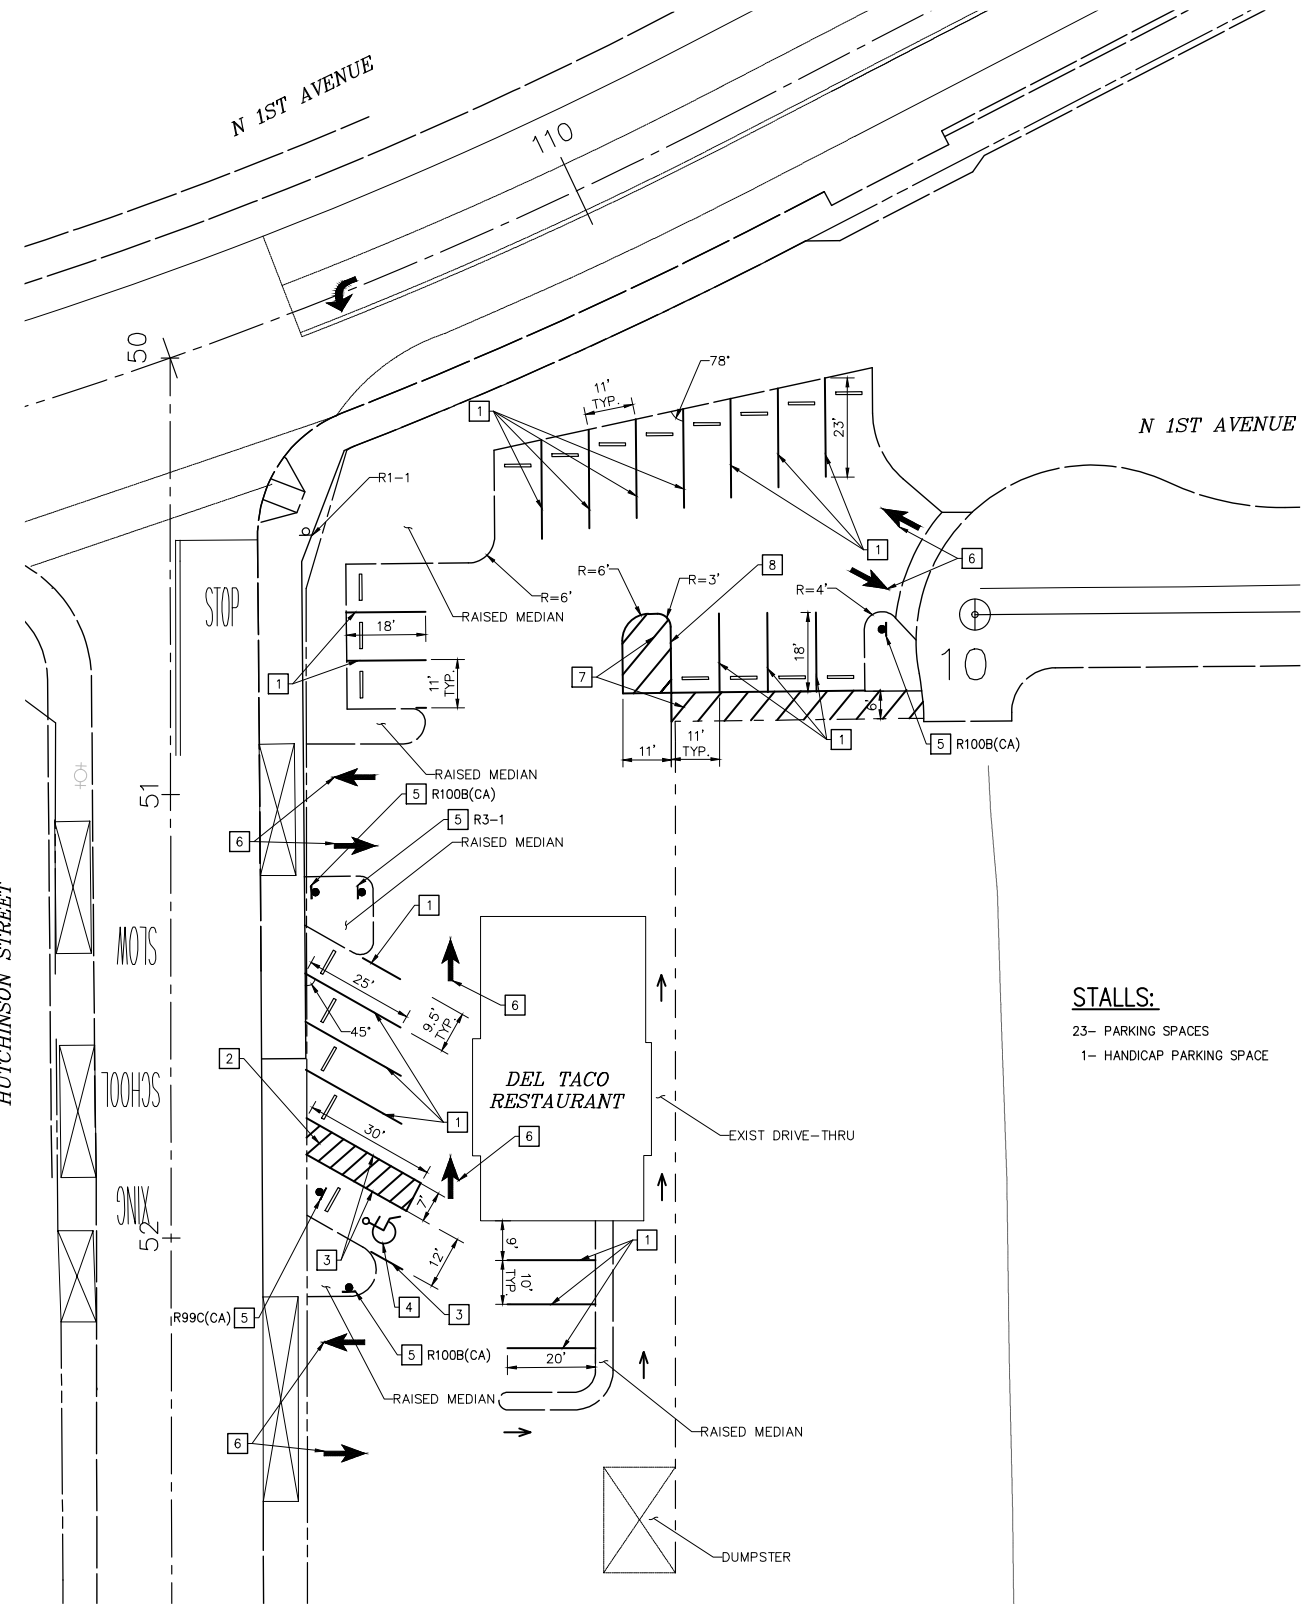 N 1ST AVENUE
110
50
78°
11'
TYP.
1
23'
N 1ST AVENUE
R1-1
R=6'
RAISED MEDIAN
1
6
8
R=6'
R=3'
R=4'
STOP
18'
1
11'
TYP.
7
18'
10
6'
11'
11'
TYP.
1
5 R100B(CA)
RAISED MEDIAN
51
5 R100B(CA)
5 R3-1
6
RAISED MEDIAN
HUTCHINSON STREET
1
SLOW
25'
9.5'
TYP.
6
45°
STALLS:
23- PARKING SPACES
1- HANDICAP PARKING SPACE
2
SCHOOL
DEL TACO
RESTAURANT
1
30'
6
EXIST DRIVE-THRU
XING
52
7'
12'
9'
10'
TYP.
1
3
R99C(CA) 5
4
3
5 R100B(CA)
20'
RAISED MEDIAN
6
RAISED MEDIAN
DUMPSTER